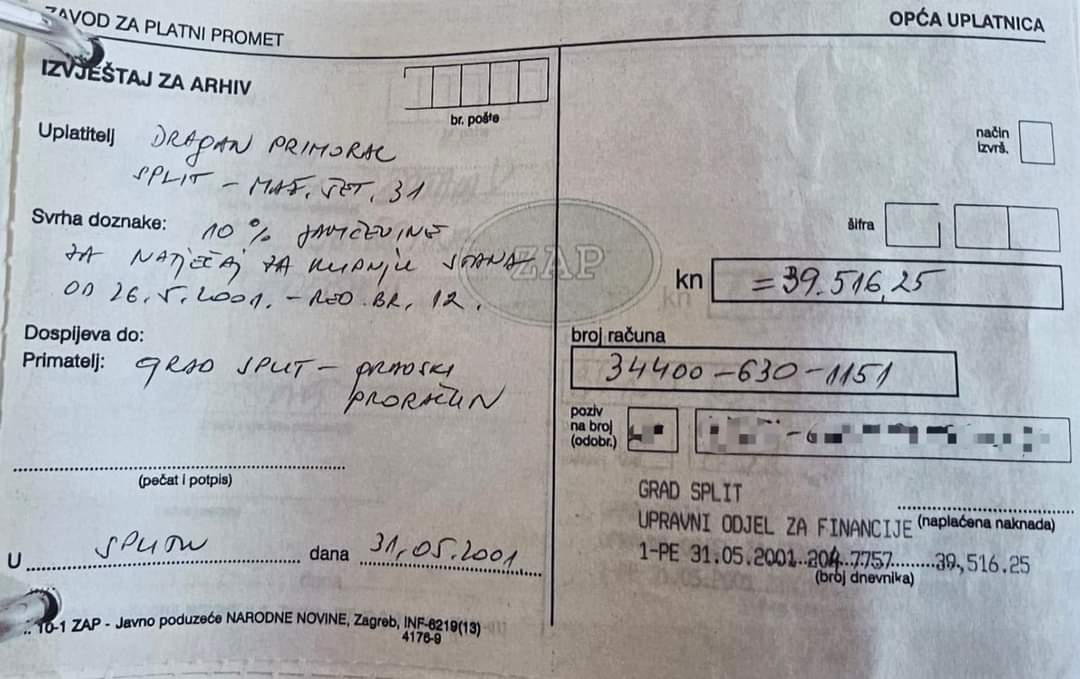 ZAVOD ZA PLATNI PROMET
OPĆA UPLATNICA
IZVJEŠTAJ ZA ARHIV
br. pošte
Uplatitelj DRAGAN PRIMORAC
SPLIT - MAŽ. ŠET. 31
način
izvrš.
Svrha doznake: 10% JAMČEVINE
ZA NATJEČAJ ZA KUPNJU STANA
OD 26.5.2001. - RED. BR. 12.
šifra
ZAP
kn =39.516,25
Dospijeva do:
Primatelj: GRAD SPLIT - GRADSKI
PRORAČUN
broj računa
34400-630-1151
poziv
na broj
(odobr.)
(pečat i potpis)
GRAD SPLIT
UPRAVNI ODJEL ZA FINANCIJE (naplaćena naknada)
1-PE 31.05.2001..204.7757.......39,516.25
(broj dnevnika)
U SPLITU dana 31.05.2001.
10-1 ZAP - Javno poduzeće NARODNE NOVINE, Zagreb, INF-6219(13)
4176-9